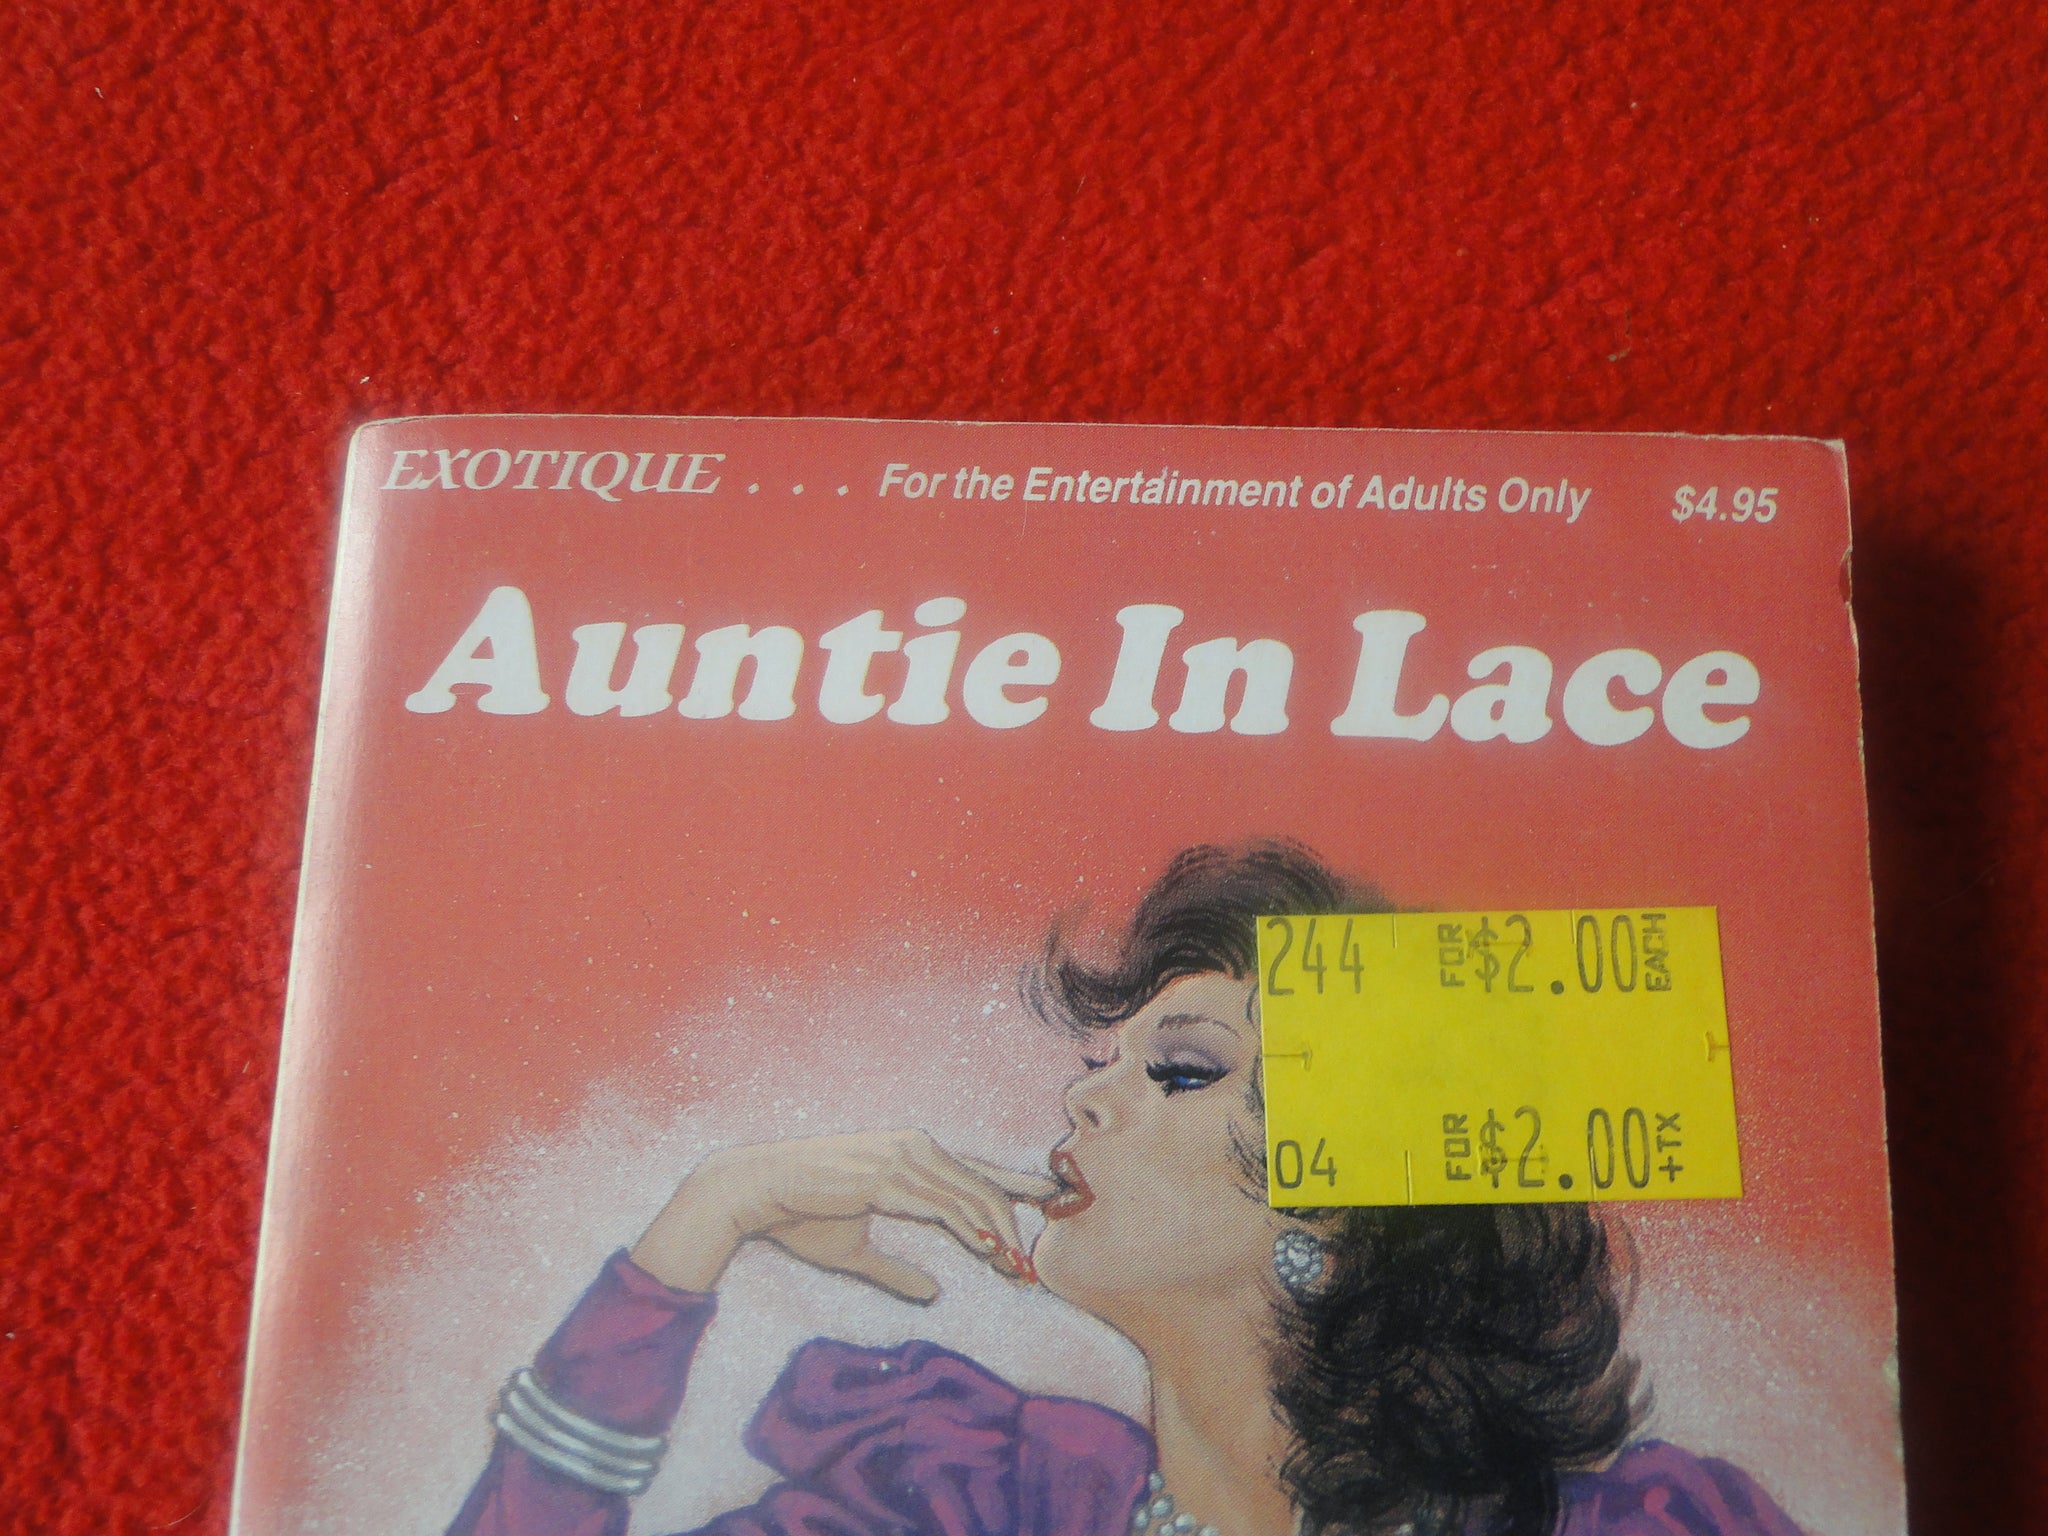 EXOTIQUE . . . For the Entertainment of Adults Only $4.95
Auntie In Lace
244 FOR $2.00 EACH
04 FOR $2.00 +TX